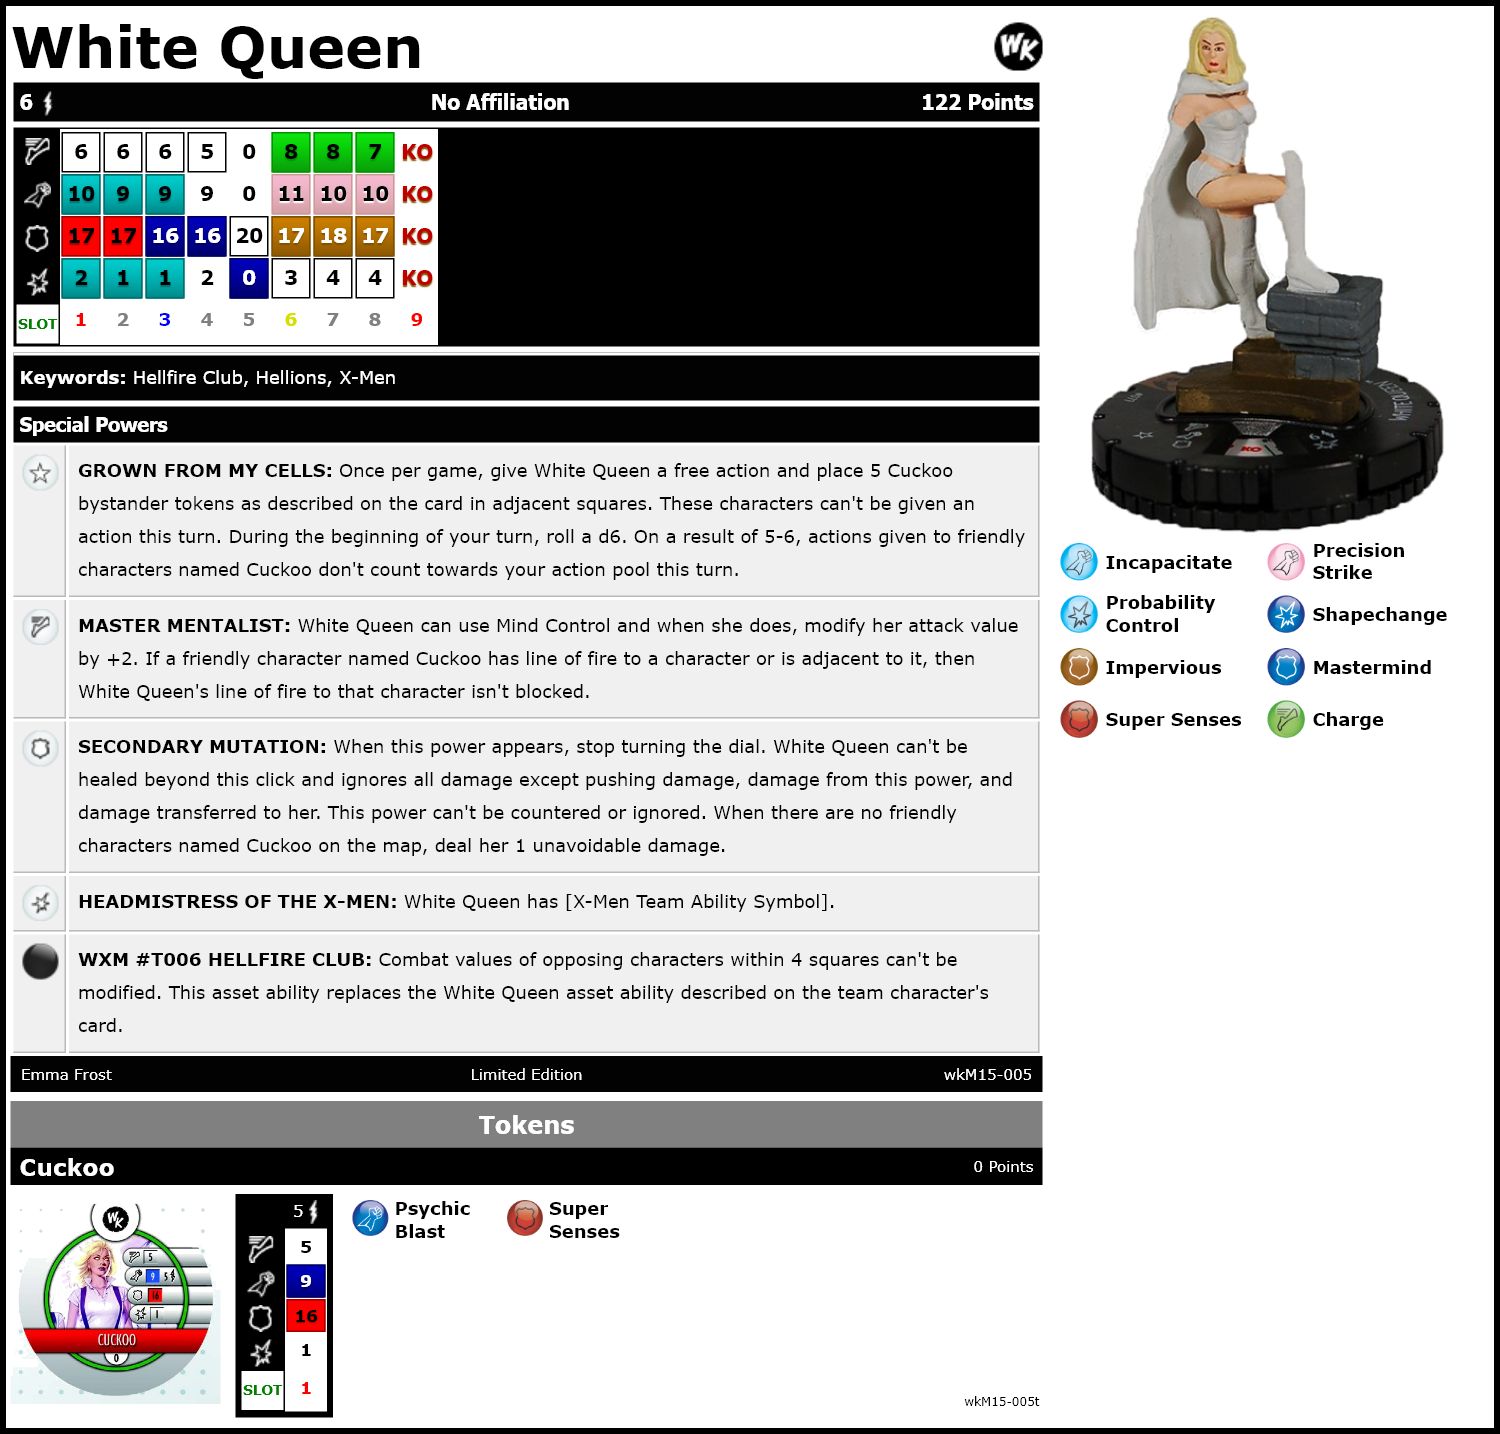 White Queen
WK
6 No Affiliation 122 Points
6 6 6 5 0 8 8 7 KO
10 9 9 9 0 11 10 10 KO
17 17 16 16 20 17 18 17 KO
2 1 1 2 0 3 4 4 KO
SLOT 1 2 3 4 5 6 7 8 9
Keywords: Hellfire Club, Hellions, X-Men
Special Powers
GROWN FROM MY CELLS: Once per game, give White Queen a free action and place 5 Cuckoo
bystander tokens as described on the card in adjacent squares. These characters can't be given an
action this turn. During the beginning of your turn, roll a d6. On a result of 5-6, actions given to friendly
characters named Cuckoo don't count towards your action pool this turn.
MASTER MENTALIST: White Queen can use Mind Control and when she does, modify her attack value
by +2. If a friendly character named Cuckoo has line of fire to a character or is adjacent to it, then
White Queen's line of fire to that character isn't blocked.
SECONDARY MUTATION: When this power appears, stop turning the dial. White Queen can't be
healed beyond this click and ignores all damage except pushing damage, damage from this power, and
damage transferred to her. This power can't be countered or ignored. When there are no friendly
characters named Cuckoo on the map, deal her 1 unavoidable damage.
HEADMISTRESS OF THE X-MEN: White Queen has [X-Men Team Ability Symbol].
WXM #T006 HELLFIRE CLUB: Combat values of opposing characters within 4 squares can't be
modified. This asset ability replaces the White Queen asset ability described on the team character's
card.
Emma Frost Limited Edition wkM15-005
WHITE QUEEN
KO
Incapacitate
Precision
Strike
Probability
Control
Shapechange
Impervious
Mastermind
Super Senses
Charge
Tokens
Cuckoo 0 Points
WK
5
9 5
16
1
CUCKOO
0
5
5
9
16
1
SLOT 1
Psychic
Blast
Super
Senses
wkM15-005t